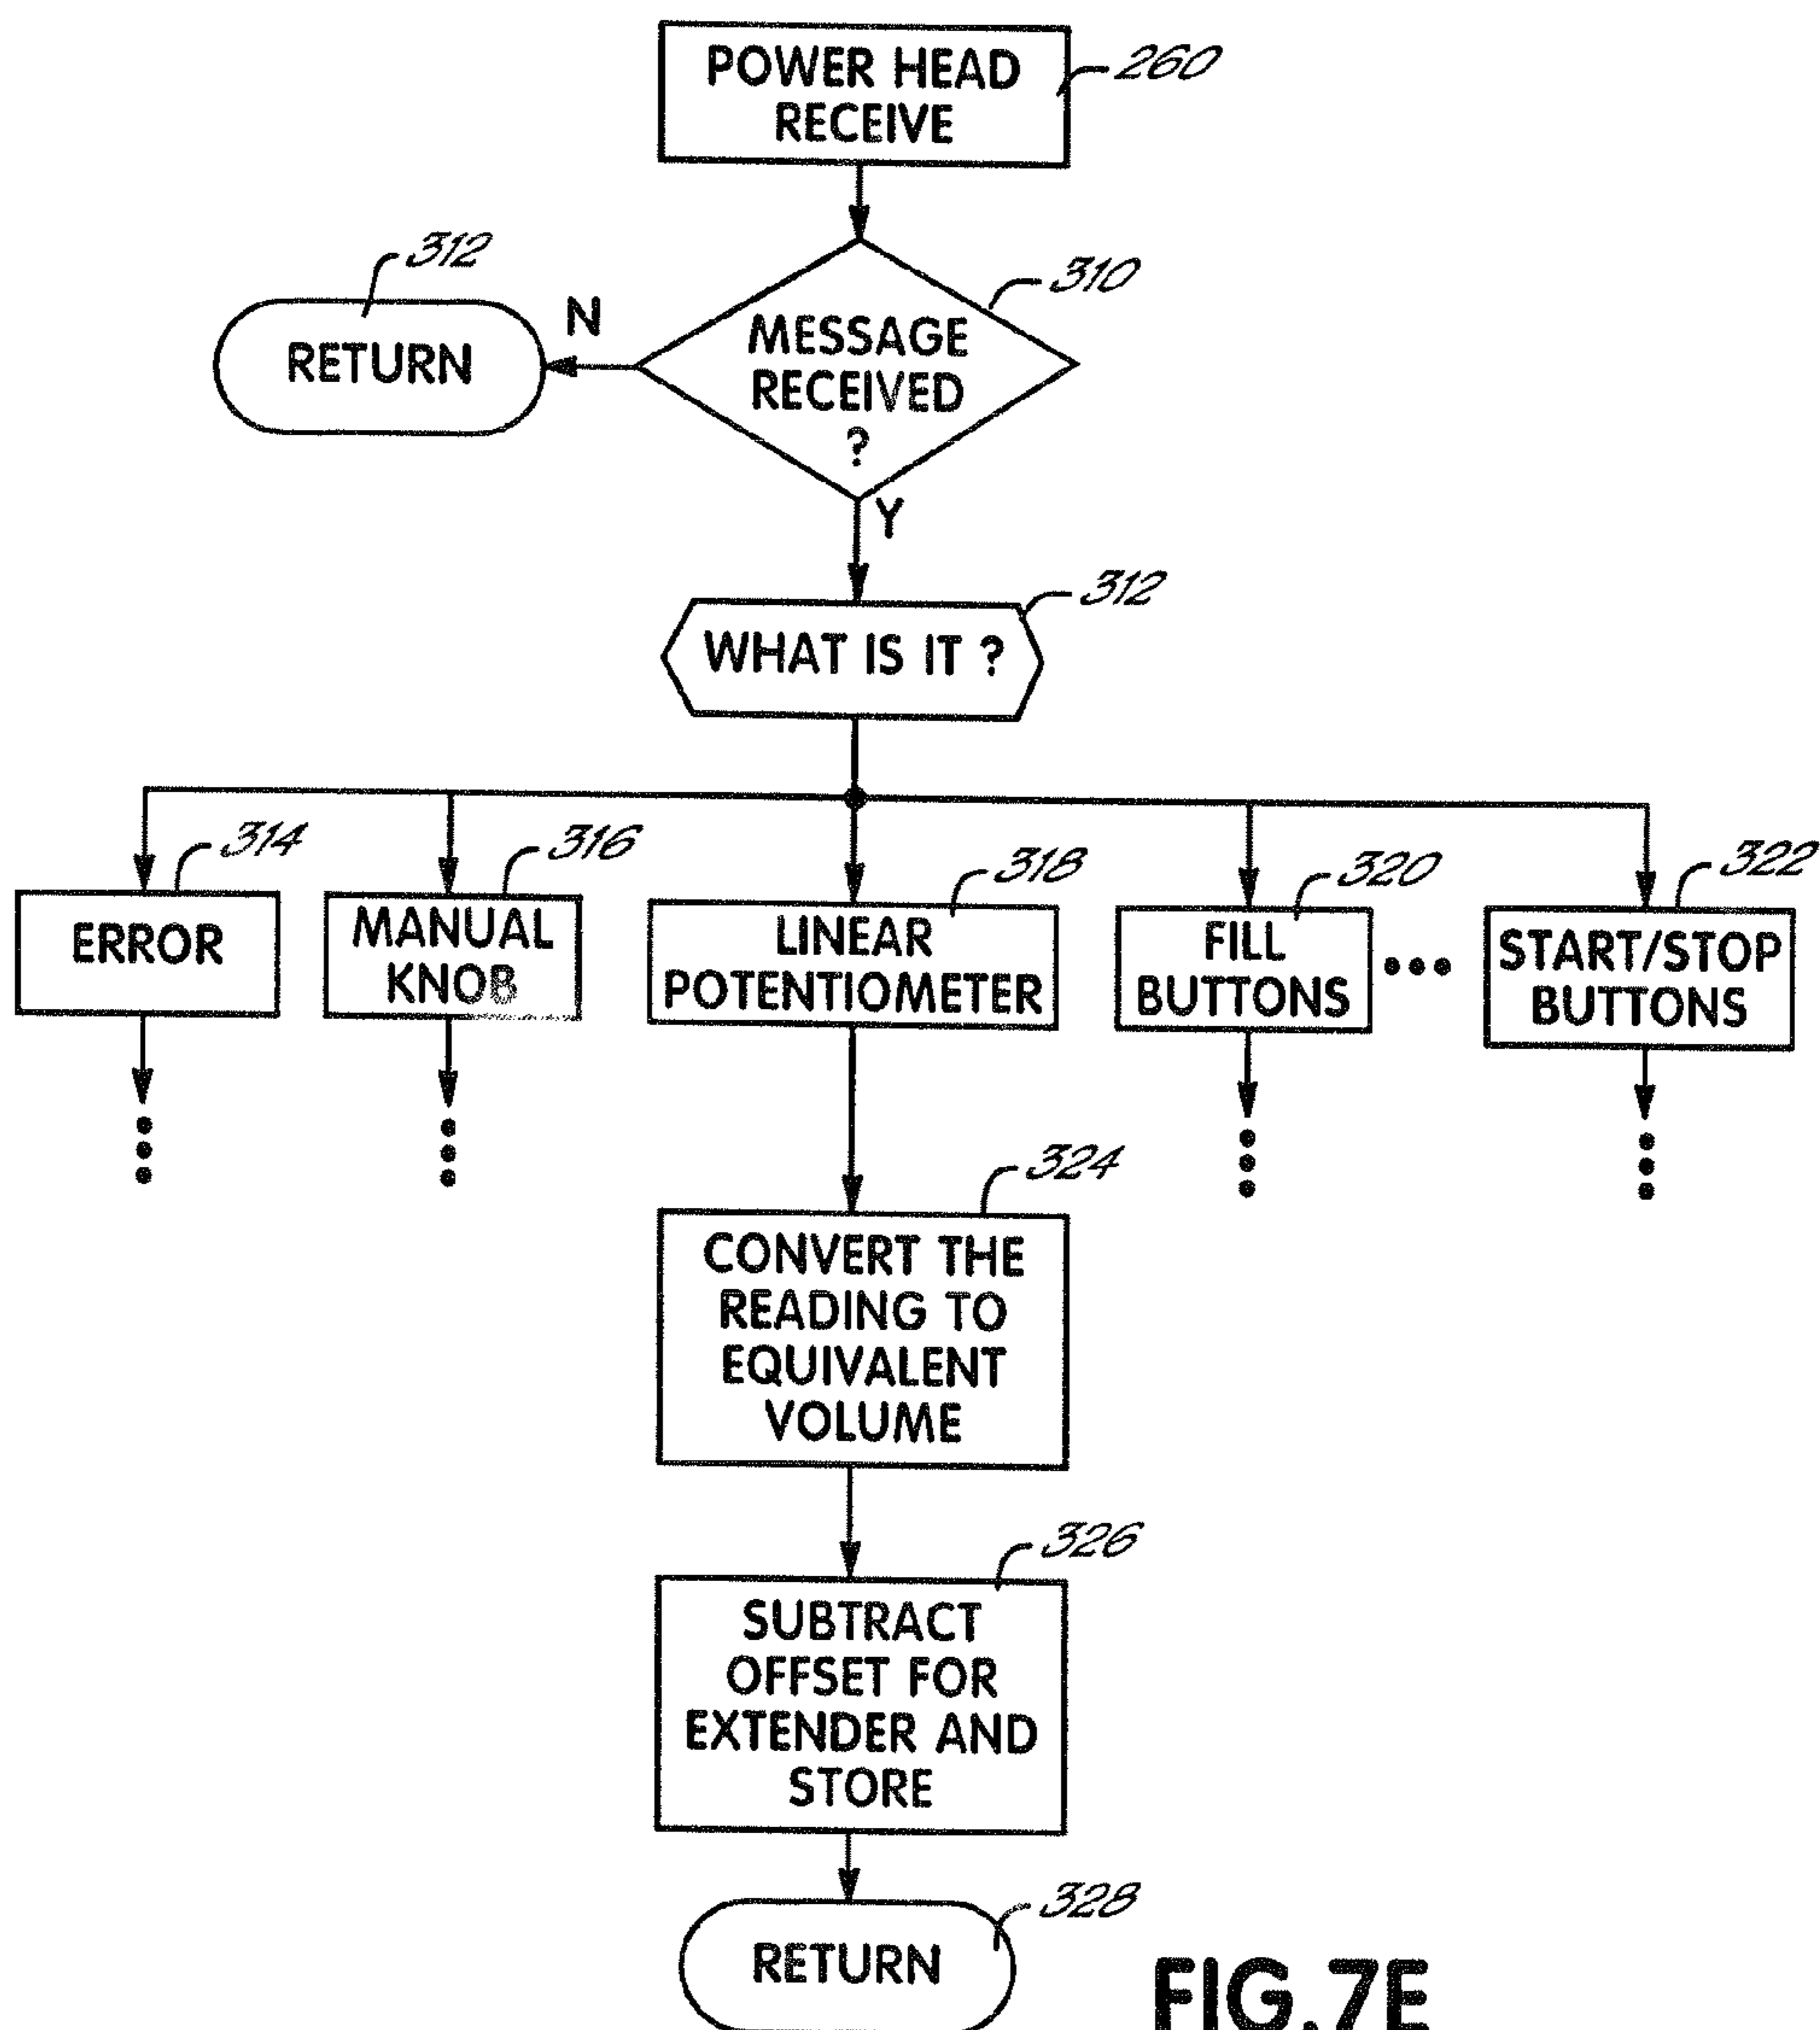 POWER HEAD
RECEIVE
260
312
RETURN
N
310
MESSAGE
RECEIVED
?
Y
312
WHAT IS IT ?
314
ERROR
316
MANUAL
KNOB
318
LINEAR
POTENTIOMETER
320
FILL
BUTTONS
322
START/STOP
BUTTONS
324
CONVERT THE
READING TO
EQUIVALENT
VOLUME
326
SUBTRACT
OFFSET FOR
EXTENDER AND
STORE
328
RETURN
FIG.7E